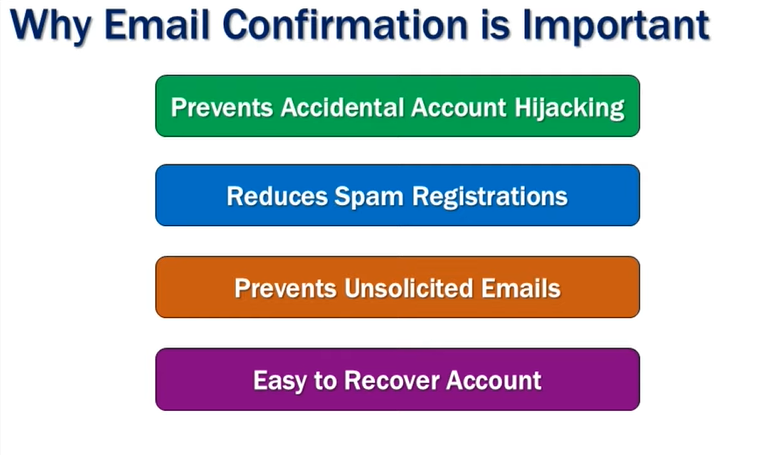 Why Email Confirmation is Important
Prevents Accidental Account Hijacking
Reduces Spam Registrations
Prevents Unsolicited Emails
Easy to Recover Account